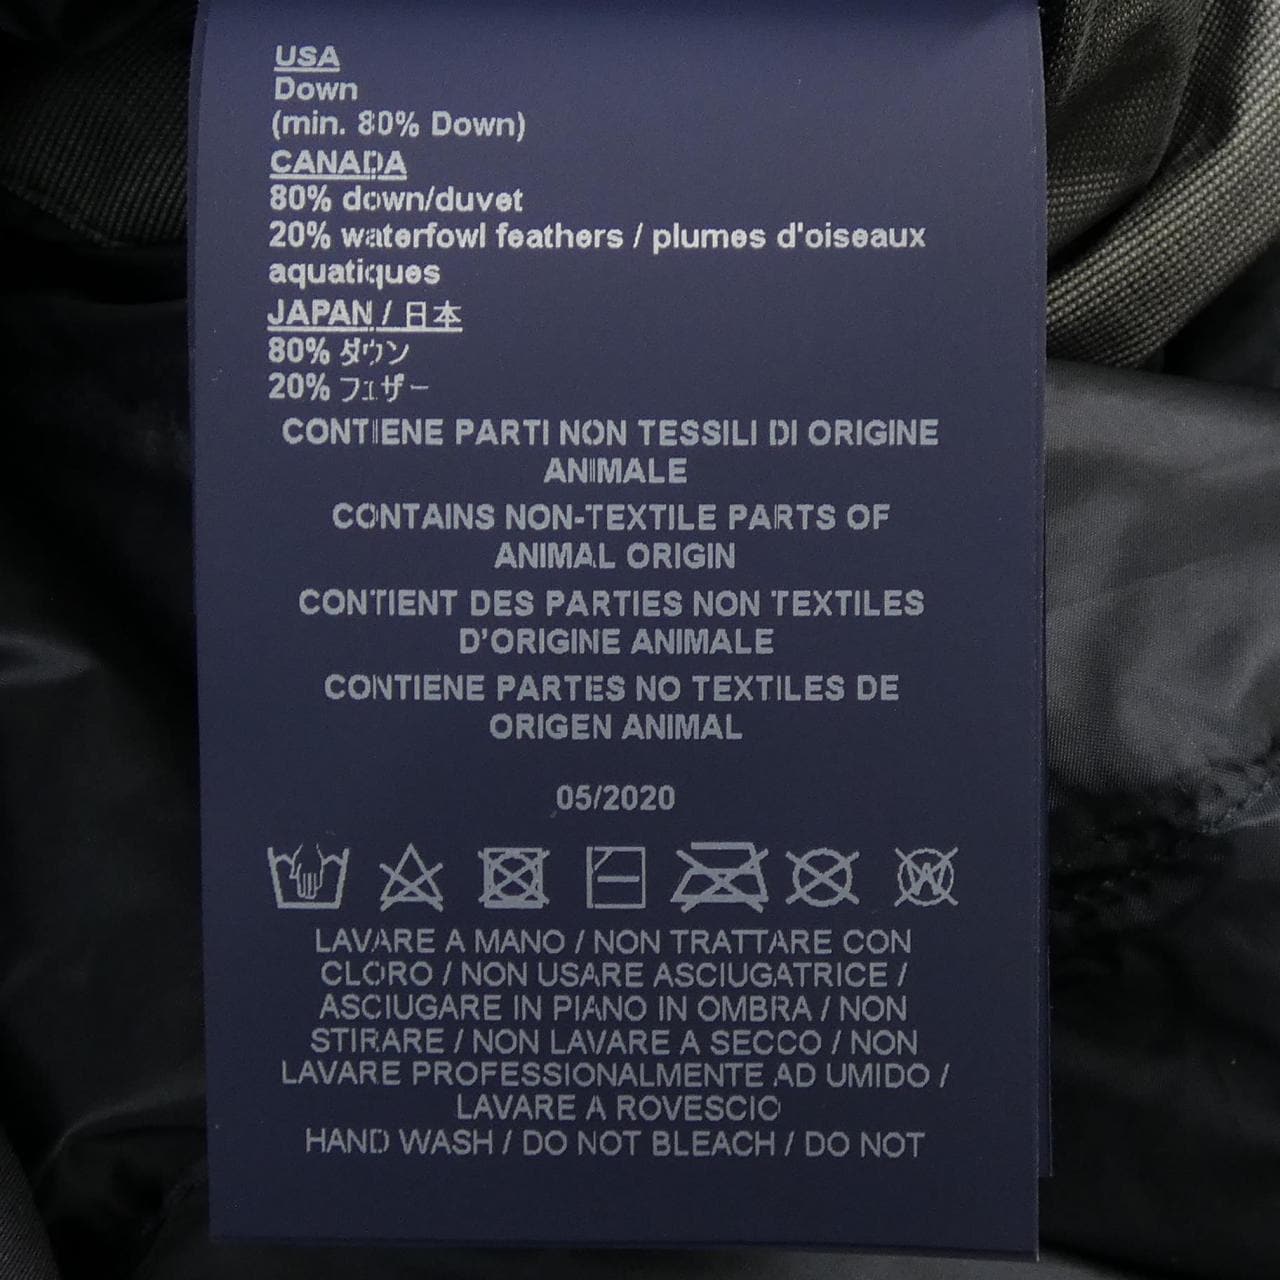 USA
Down
(min. 80% Down)
CANADA
80% down/duvet
20% waterfowl feathers / plumes d'oiseaux
aquatiques
JAPAN / 日本
80% ダウン
20% フェザー
CONTIENE PARTI NON TESSILI DI ORIGINE
ANIMALE
CONTAINS NON-TEXTILE PARTS OF
ANIMAL ORIGIN
CONTIENT DES PARTIES NON TEXTILES
D'ORIGINE ANIMALE
CONTIENE PARTES NO TEXTILES DE
ORIGEN ANIMAL
05/2020
W
LAVARE A MANO / NON TRATTARE CON
CLORO / NON USARE ASCIUGATRICE /
ASCIUGARE IN PIANO IN OMBRA / NON
STIRARE / NON LAVARE A SECCO / NON
LAVARE PROFESSIONALMENTE AD UMIDO /
LAVARE A ROVESCIO
HAND WASH / DO NOT BLEACH / DO NOT